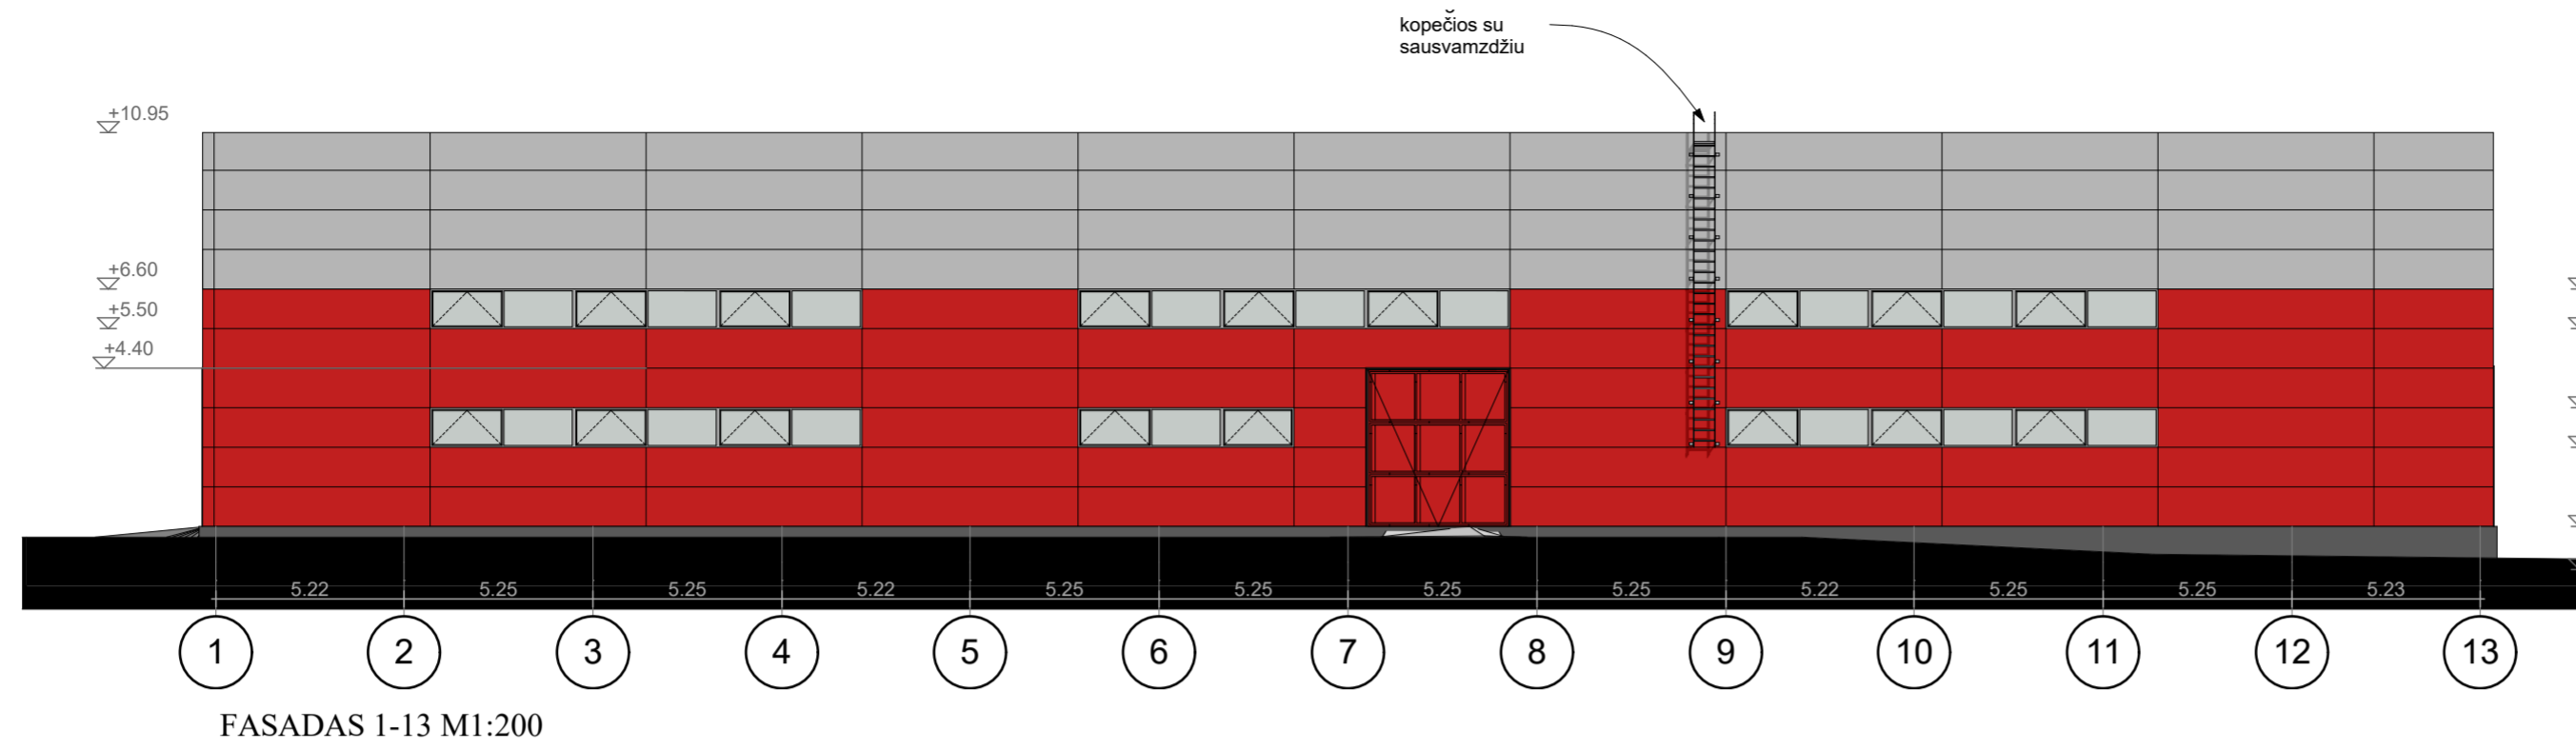 kopečios su
sausvamzdžiu
+10.95
+6.60
+5.50
+4.40
5.22 5.25 5.25 5.22 5.25 5.25 5.25 5.25 5.22 5.25 5.25 5.23
1 2 3 4 5 6 7 8 9 10 11 12 13
FASADAS 1-13 M1:200